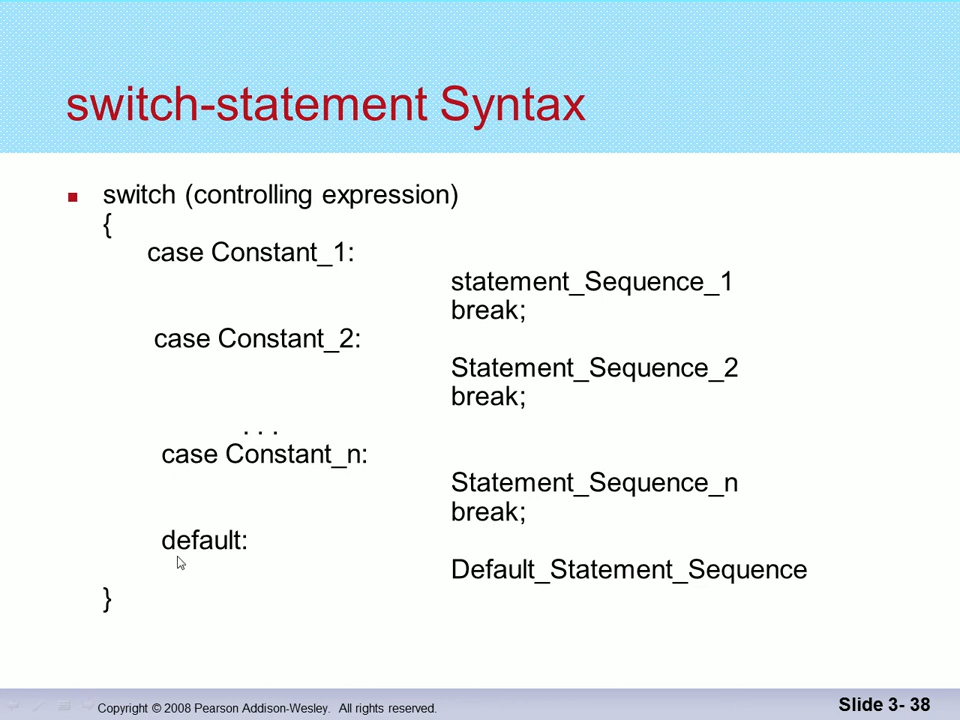 switch-statement Syntax
switch (controlling expression)
{
case Constant_1:
statement_Sequence_1
break;
case Constant_2:
Statement_Sequence_2
break;
. . .
case Constant_n:
Statement_Sequence_n
break;
default:
Default_Statement_Sequence
}
Copyright © 2008 Pearson Addison-Wesley. All rights reserved.
Slide 3- 38